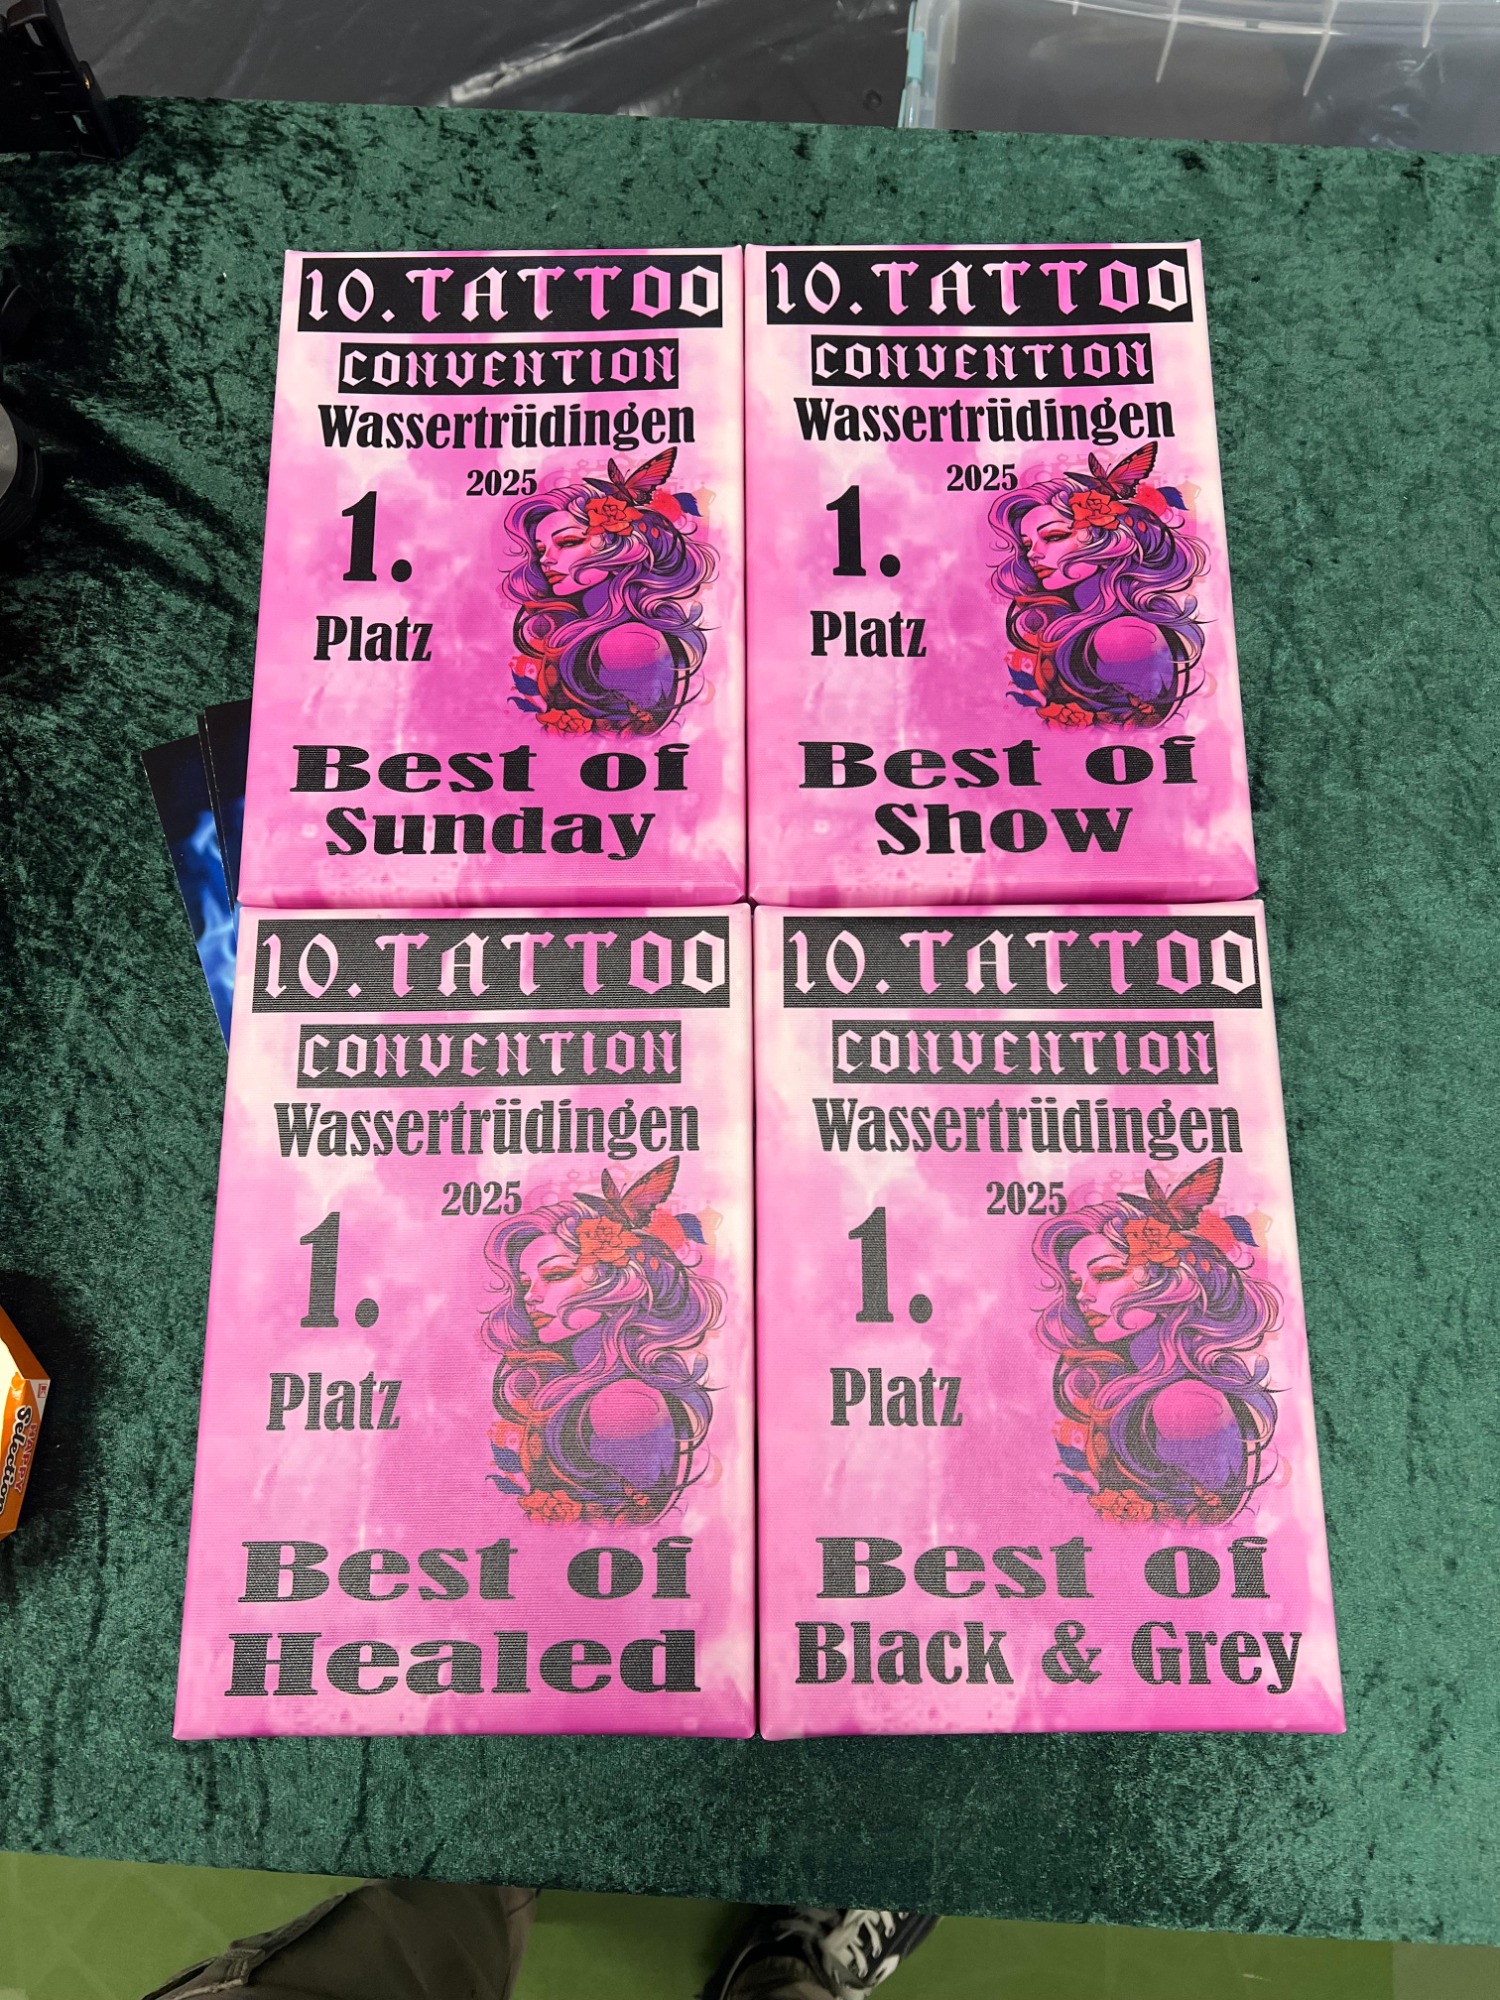 10.TATTOO
CONVENTION
Wassertrüdingen
2025
1.
Platz
Best of
Sunday
10.TATTOO
CONVENTION
Wassertrüdingen
2025
1.
Platz
Best of
Show
10.TATTOO
CONVENTION
Wassertrüdingen
2025
1.
Platz
Best of
Healed
10.TATTOO
CONVENTION
Wassertrüdingen
2025
1.
Platz
Best of
Black & Grey
HAPPY
Selection